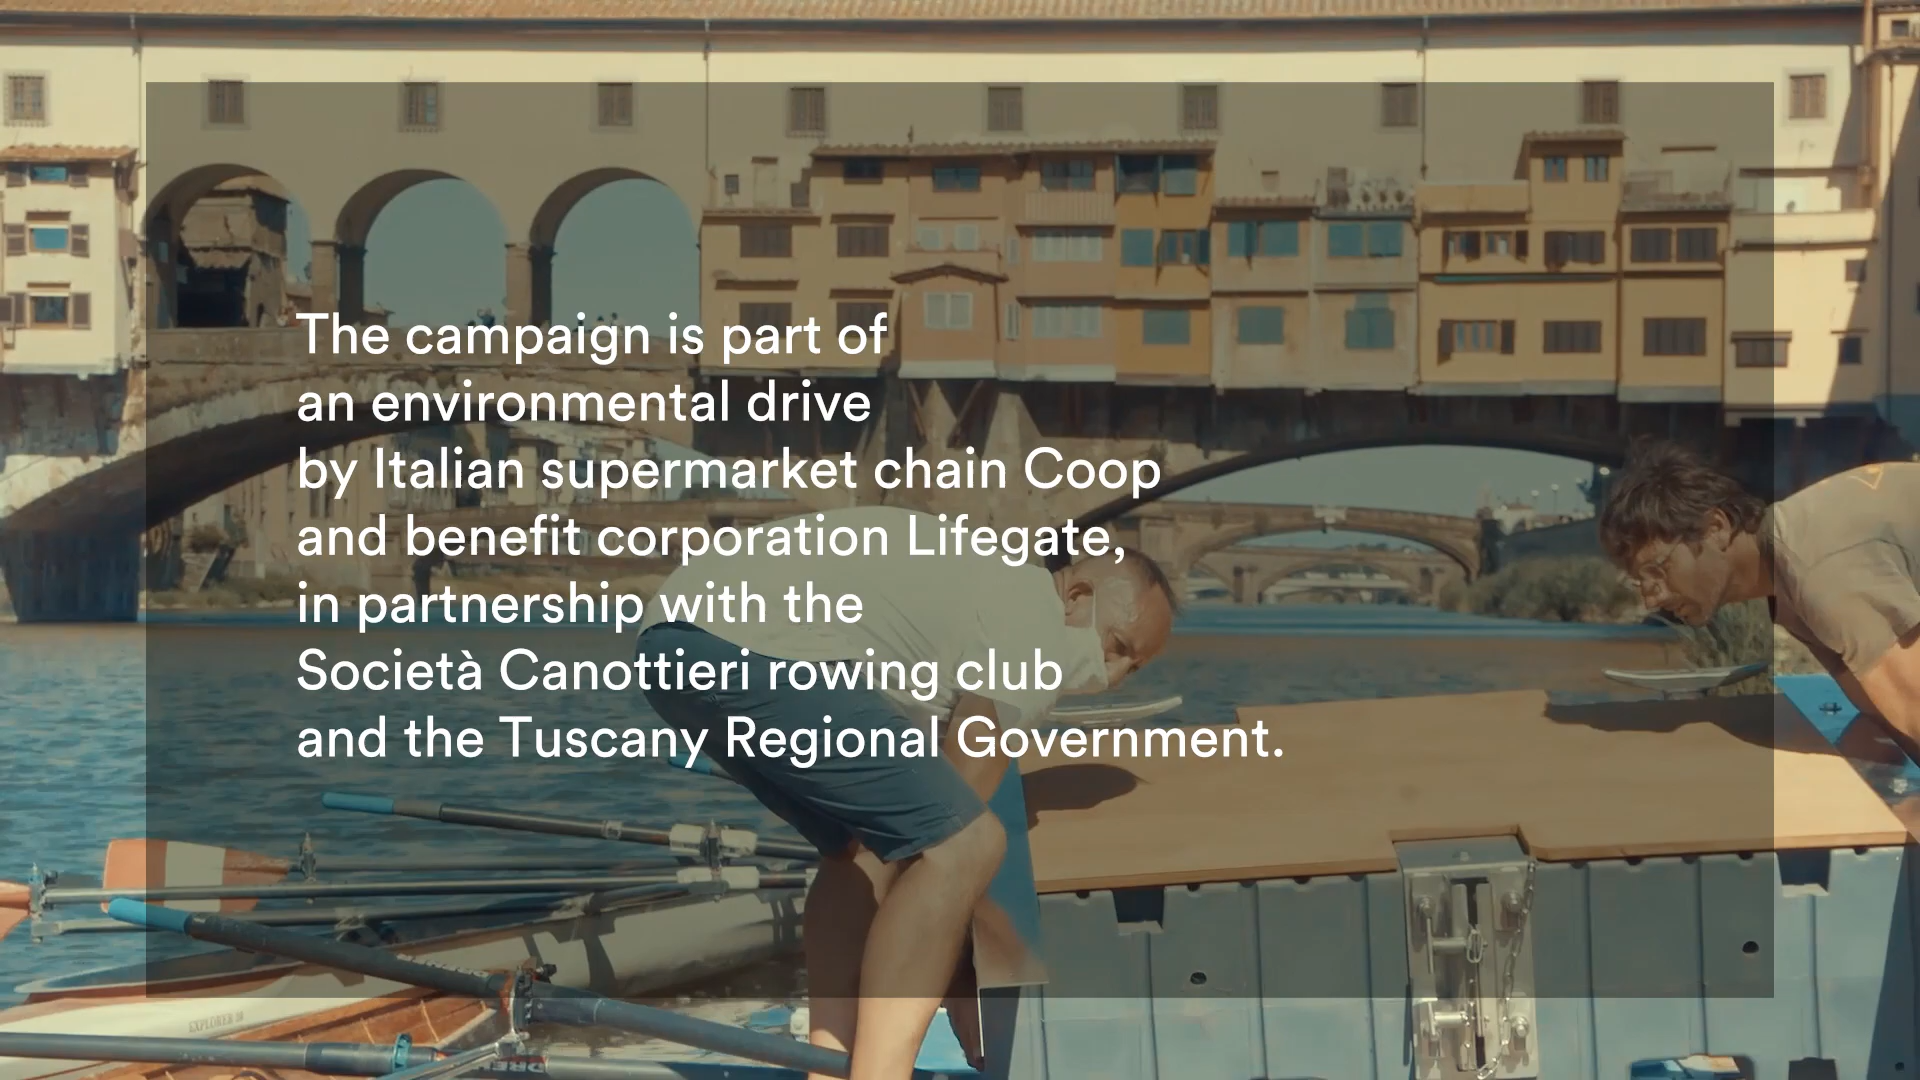 The campaign is part of
an environmental drive
by Italian supermarket chain Coop
and benefit corporation Lifegate,
in partnership with the
Società Canottieri rowing club
and the Tuscany Regional Government.